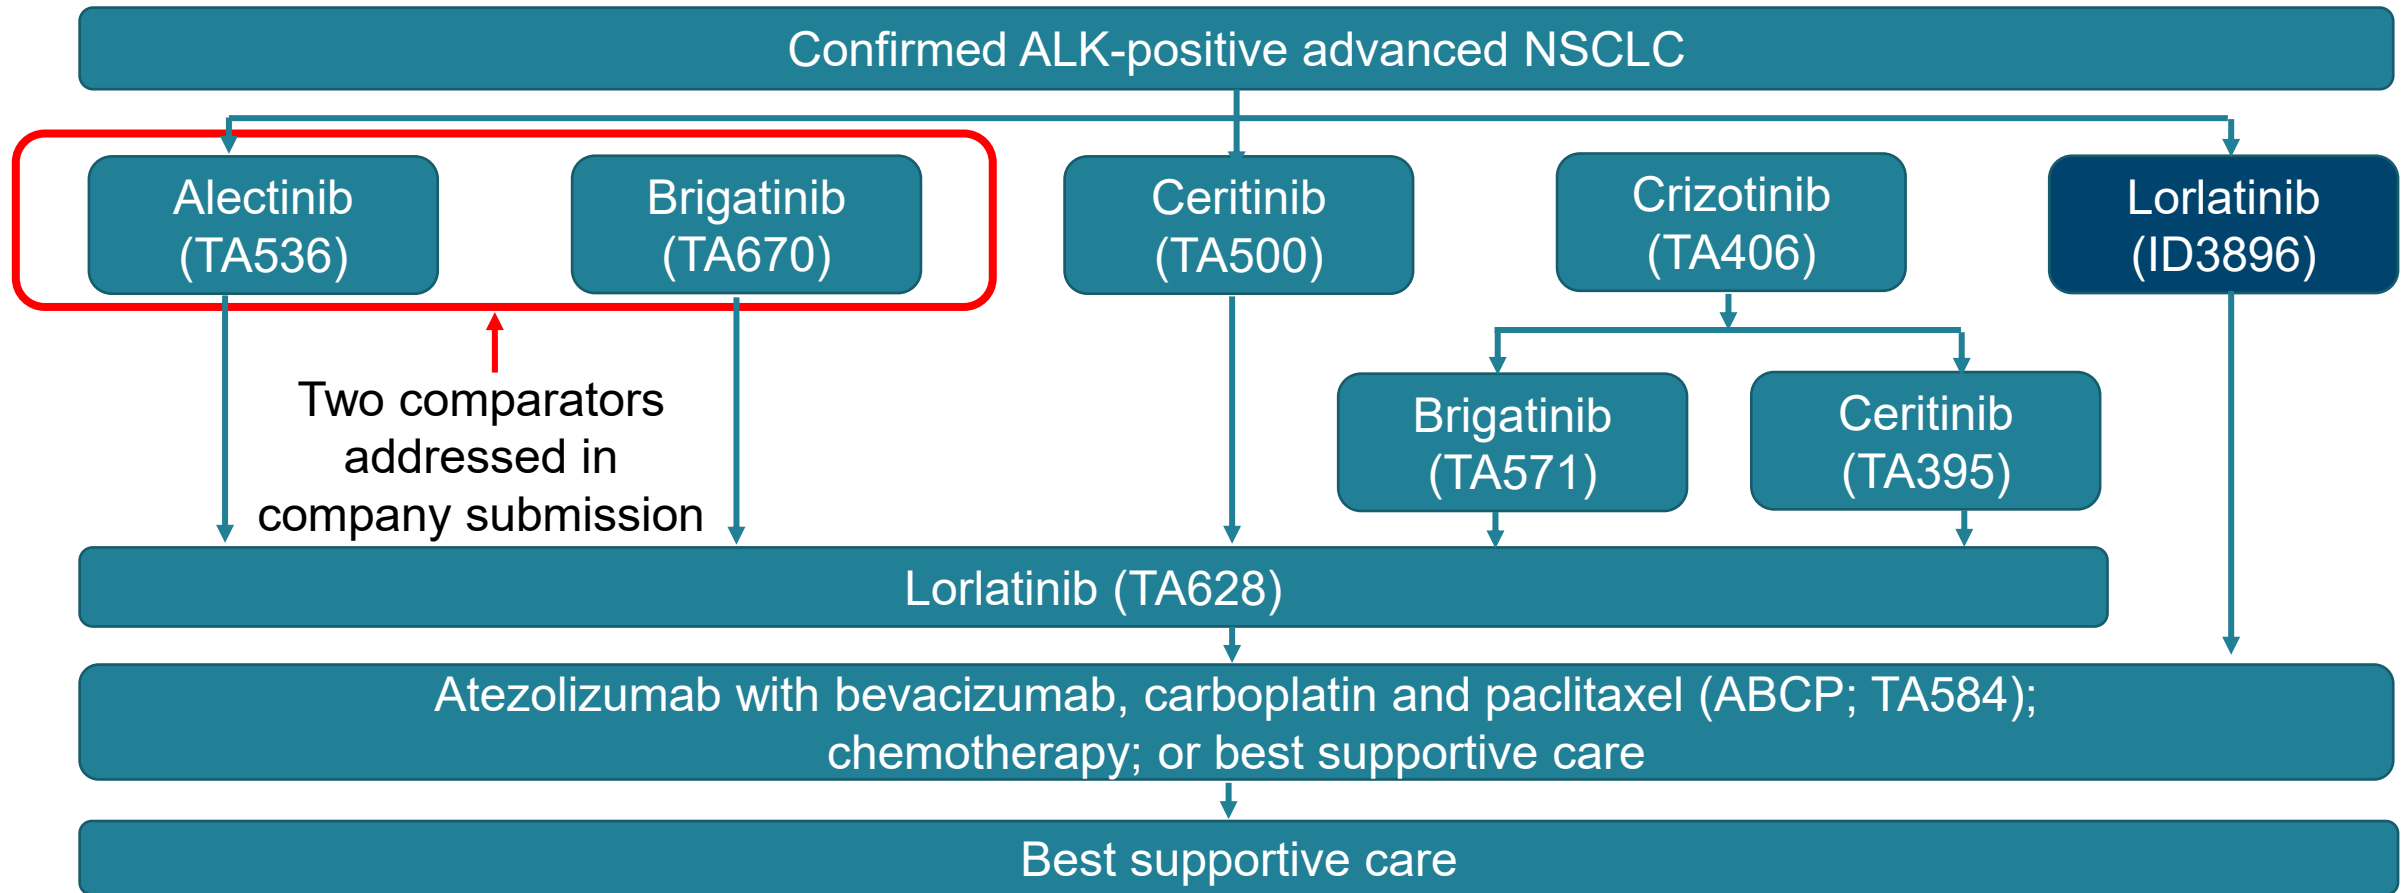 Confirmed ALK-positive advanced NSCLC
Alectinib
(TA536)
Brigatinib
(TA670)
Ceritinib
(TA500)
Crizotinib
(TA406)
Lorlatinib
(ID3896)
Two comparators
addressed in
company submission
Brigatinib
(TA571)
Ceritinib
(TA395)
Lorlatinib (TA628)
Atezolizumab with bevacizumab, carboplatin and paclitaxel (ABCP; TA584);
chemotherapy; or best supportive care
Best supportive care